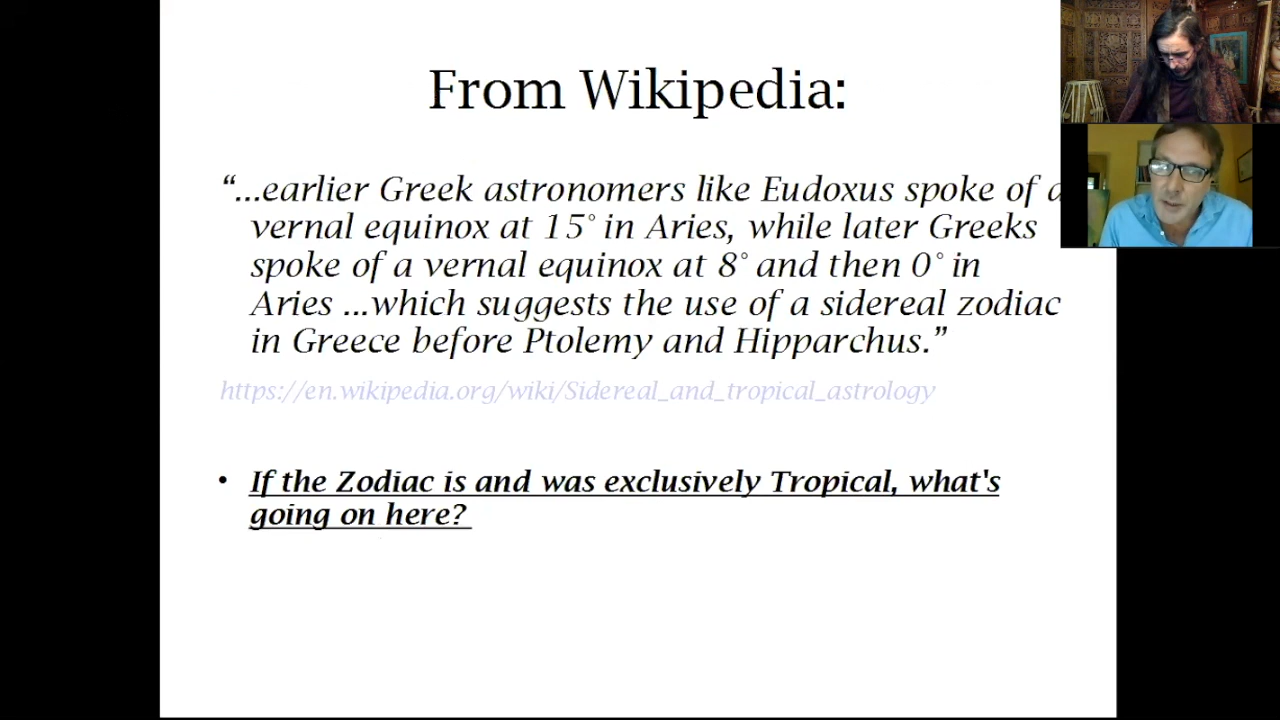 From Wikipedia:
“...earlier Greek astronomers like Eudoxus spoke of a
vernal equinox at 15° in Aries, while later Greeks
spoke of a vernal equinox at 8° and then 0° in
Aries ...which suggests the use of a sidereal zodiac
in Greece before Ptolemy and Hipparchus.”
https://en.wikipedia.org/wiki/Sidereal_and_tropical_astrology
• If the Zodiac is and was exclusively Tropical, what's
going on here?